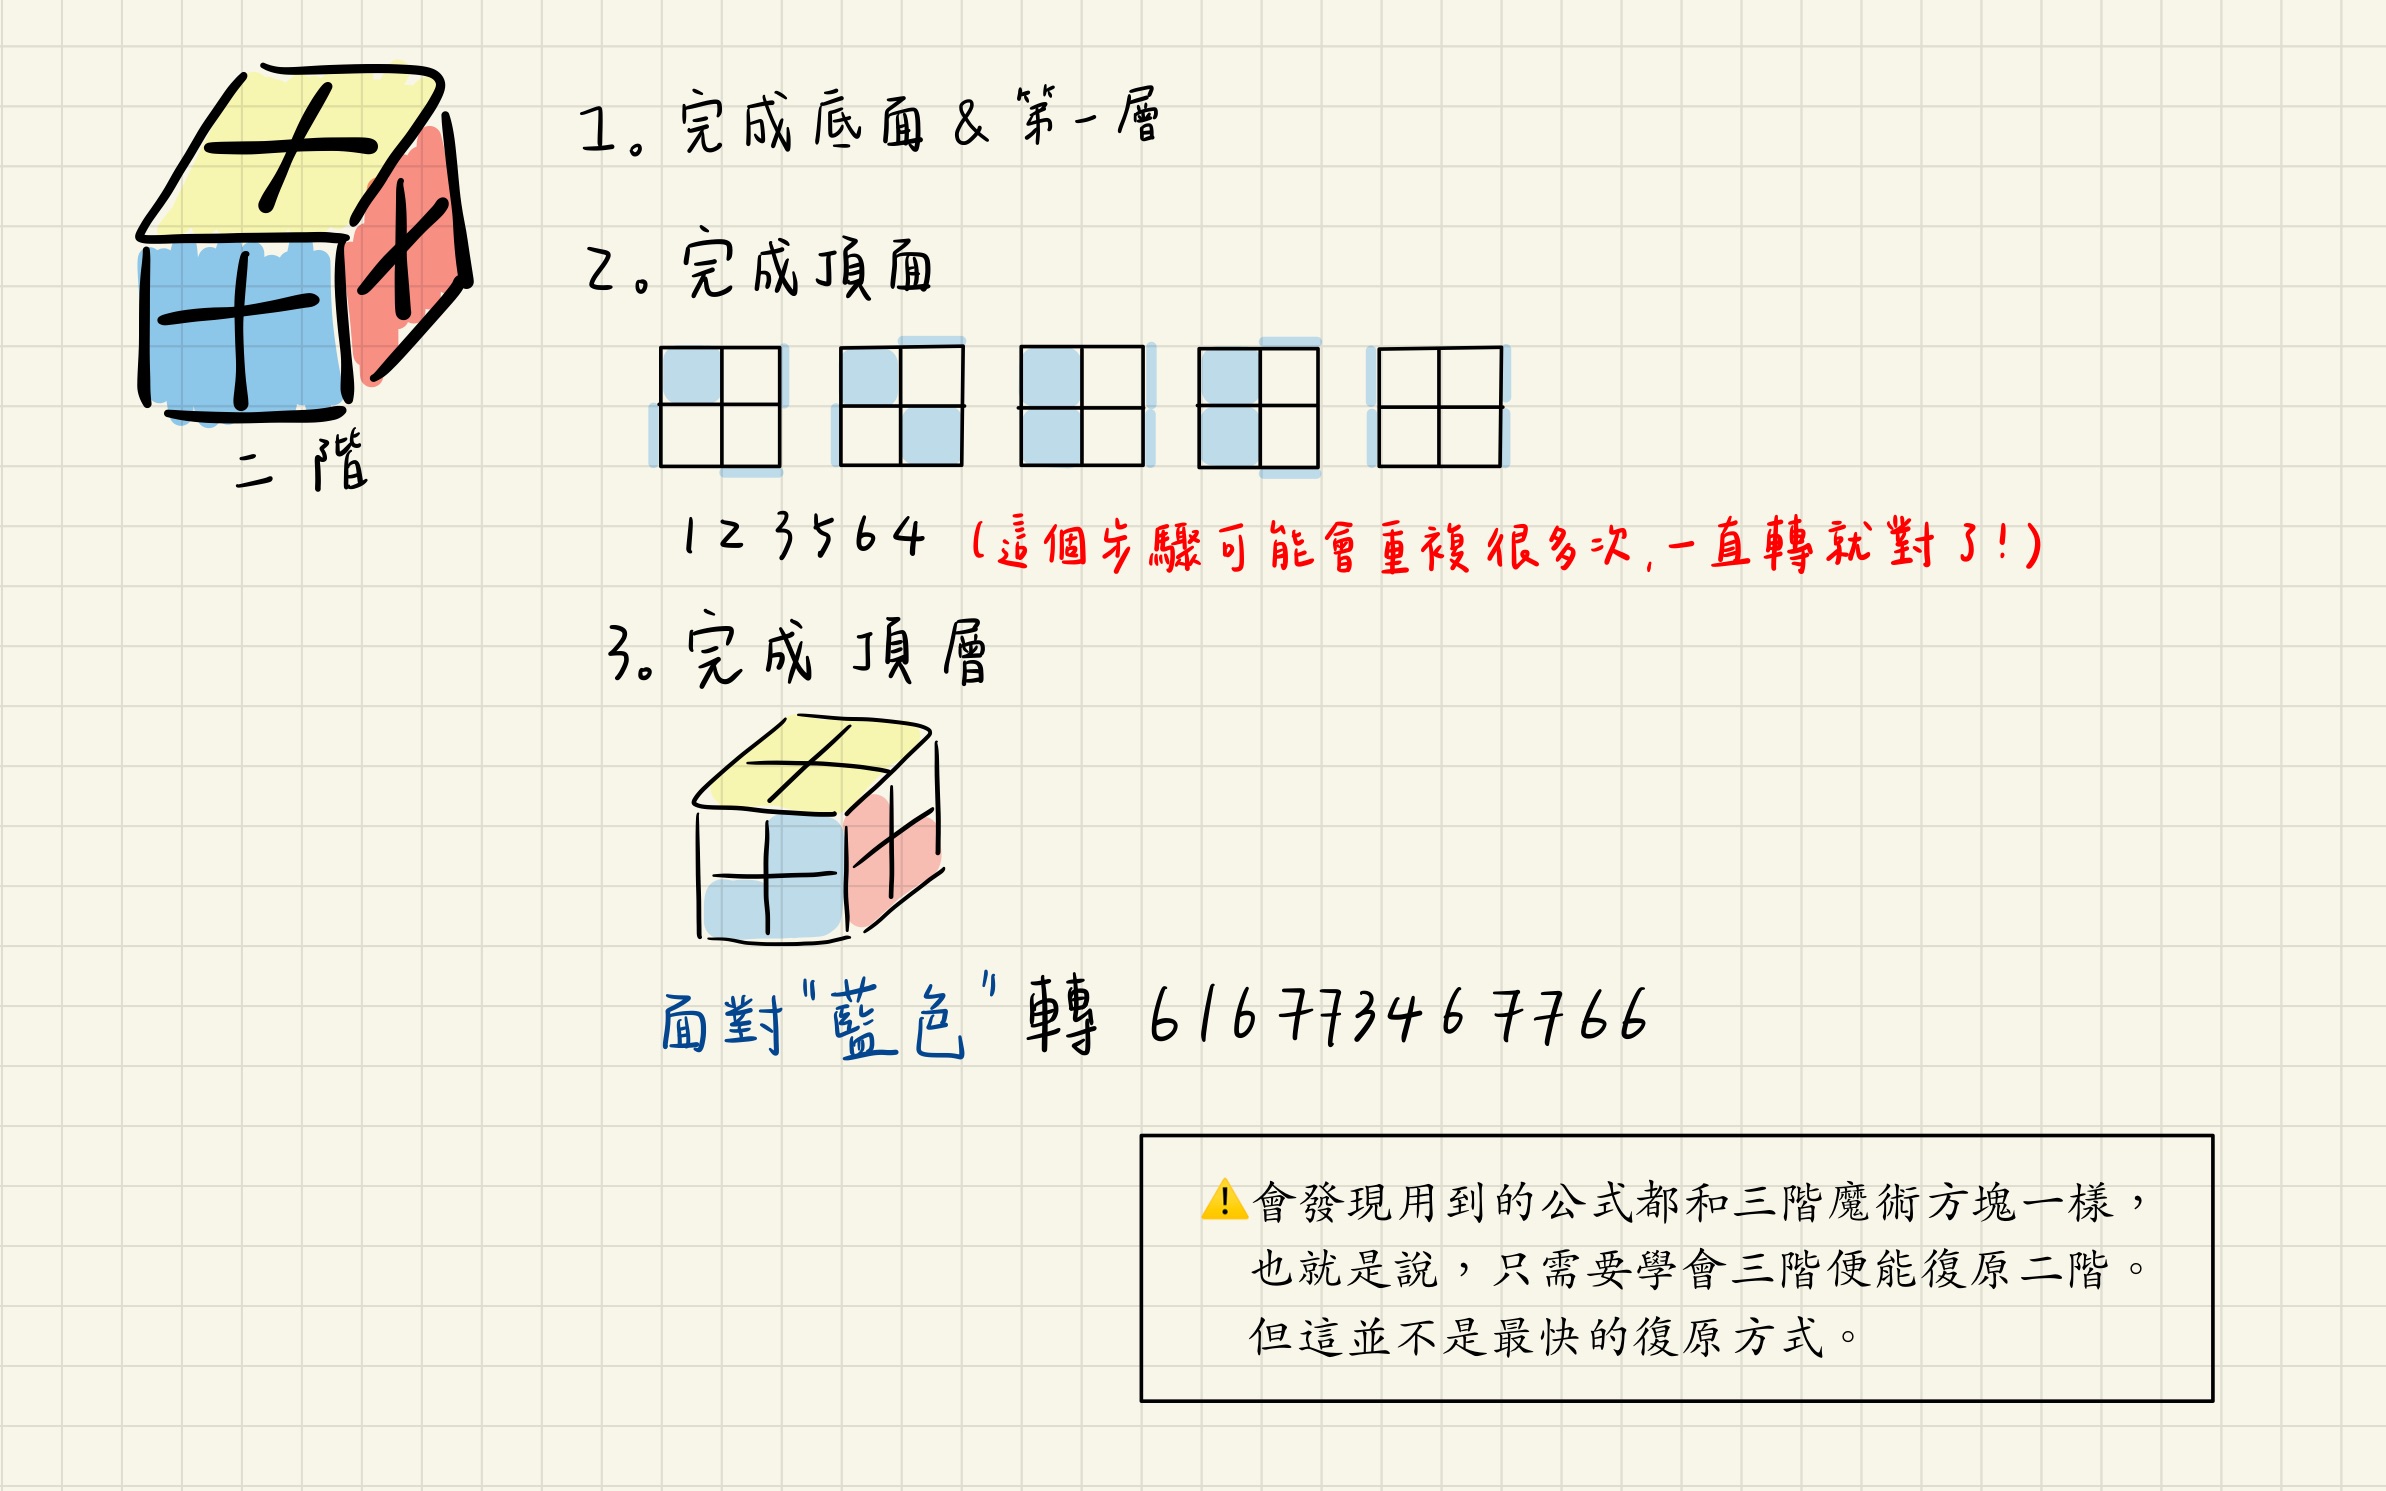 二階
1。完成底面&第一層
2。完成頂面
123564 (這個步驟可能會重複很多次,一直轉就對了!)
3。完成頂層
面對"藍色"轉 616773467766
⚠️會發現用到的公式都和三階魔術方塊一樣，
也就是說，只需要學會三階便能復原二階。
但這並不是最快的復原方式。